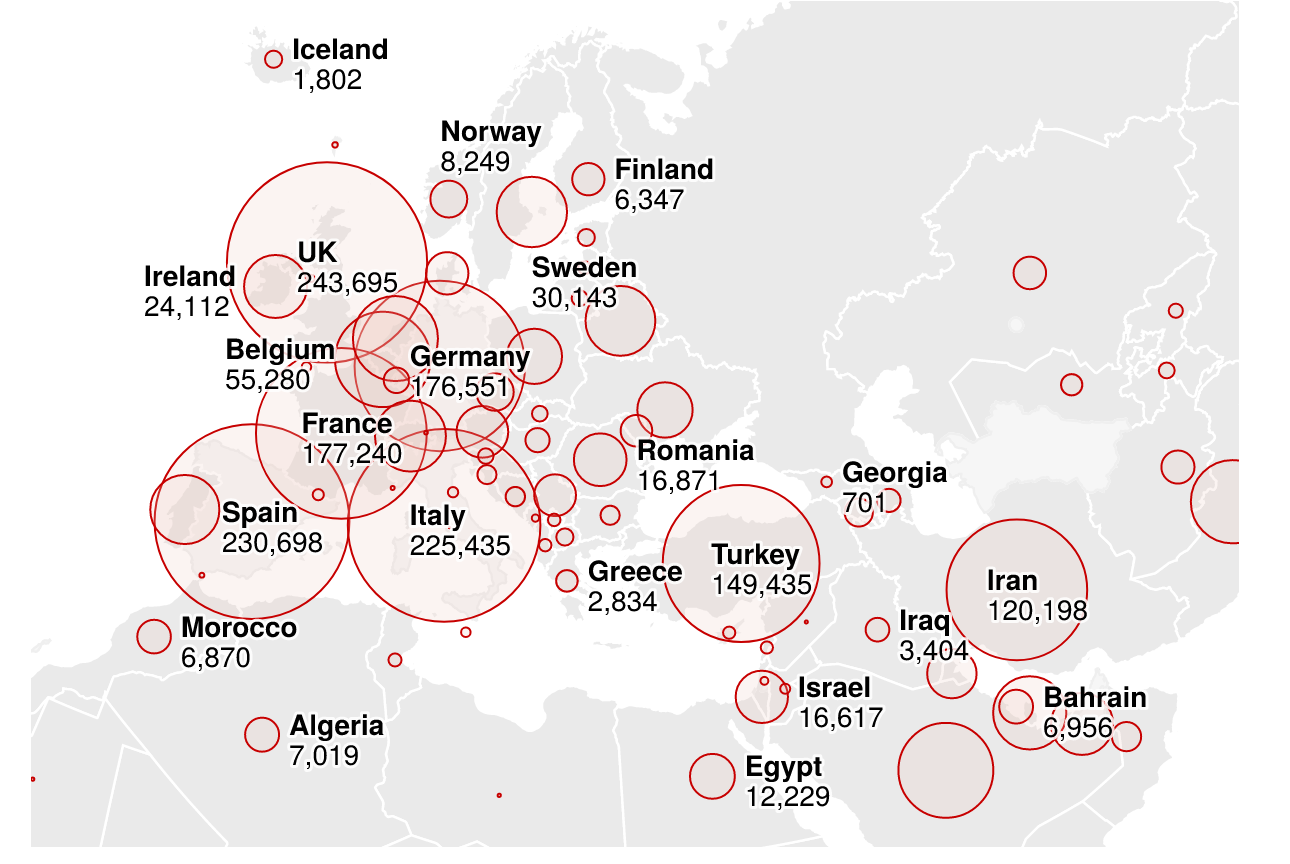 Iceland
1,802
Norway
8,249
Finland
6,347
UK
243,695
Ireland
24,112
Sweden
30,143
Belgium
55,280
Germany
176,551
France
177,240
Romania
16,871
Georgia
701
Spain
230,698
Italy
225,435
Turkey
149,435
Iran
120,198
Greece
2,834
Iraq
3,404
Morocco
6,870
Israel
16,617
Bahrain
6,956
Algeria
7,019
Egypt
12,229